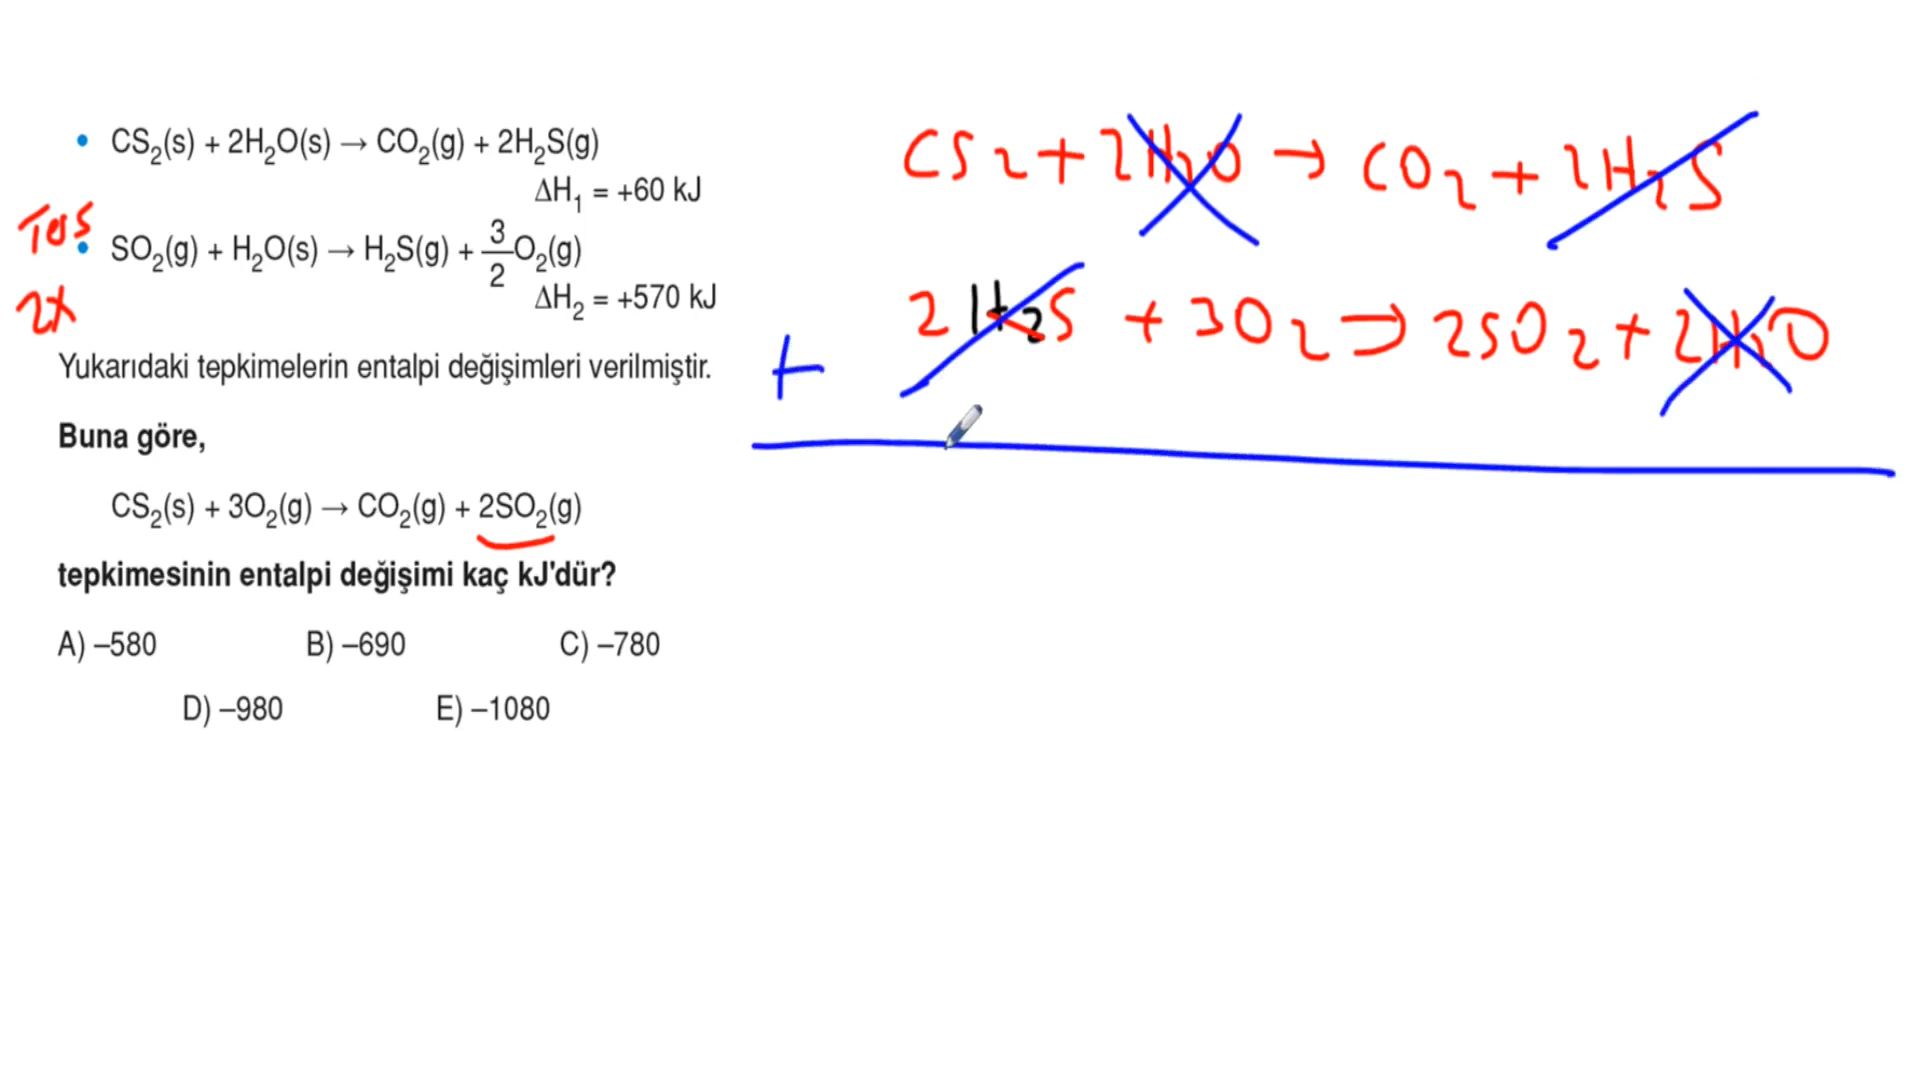 • CS₂(s) + 2H₂O(s) → CO₂(g) + 2H₂S(g)
ΔH₁ = +60 kJ
Ters
• SO₂(g) + H₂O(s) → H₂S(g) + 3/2 O₂(g)
ΔH₂ = +570 kJ
2x
Yukarıdaki tepkimelerin entalpi değişimleri verilmiştir.
Buna göre,
CS₂(s) + 3O₂(g) → CO₂(g) + 2SO₂(g)
tepkimesinin entalpi değişimi kaç kJ'dür?
A) –580 B) –690 C) –780
D) –980 E) –1080
CS₂ + 2H₂O → CO₂ + 2H₂S
2H₂S + 3O₂ → 2SO₂ + 2H₂O
+